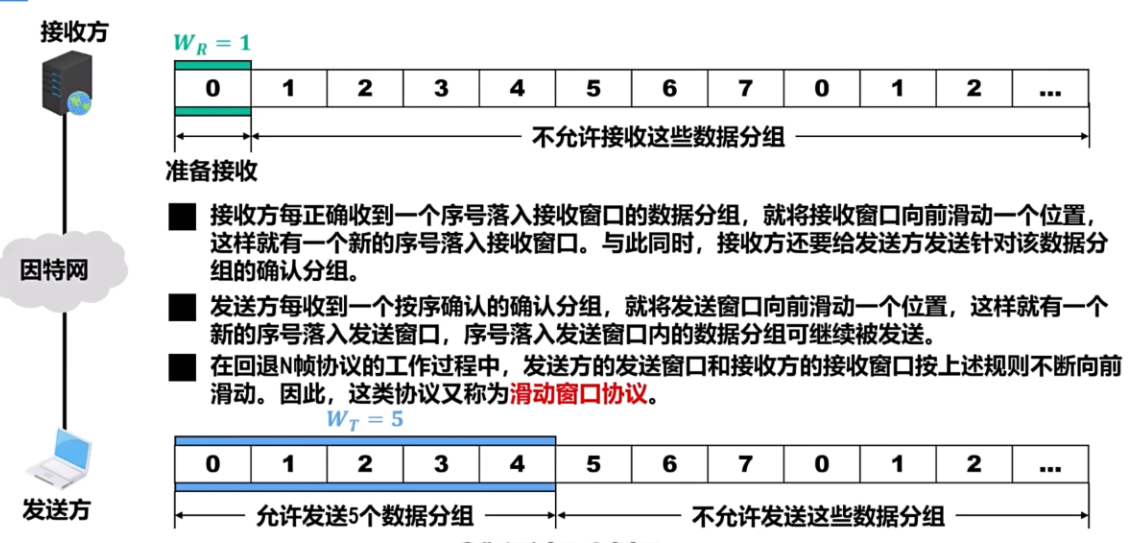 接收方
W_R = 1
0 1 2 3 4 5 6 7 0 1 2 ...
不允许接收这些数据分组
准备接收
接收方每正确收到一个序号落入接收窗口的数据分组，就将接收窗口向前滑动一个位置，
这样就有一个新的序号落入接收窗口。与此同时，接收方还要给发送方发送针对该数据分
组的确认分组。
因特网
发送方每收到一个按序确认的确认分组，就将发送窗口向前滑动一个位置，这样就有一个
新的序号落入发送窗口，序号落入发送窗口内的数据分组可继续被发送。
在回退N帧协议的工作过程中，发送方的发送窗口和接收方的接收窗口按上述规则不断向前
滑动。因此，这类协议又称为滑动窗口协议。
W_T = 5
0 1 2 3 4 5 6 7 0 1 2 ...
发送方
允许发送5个数据分组
不允许发送这些数据分组